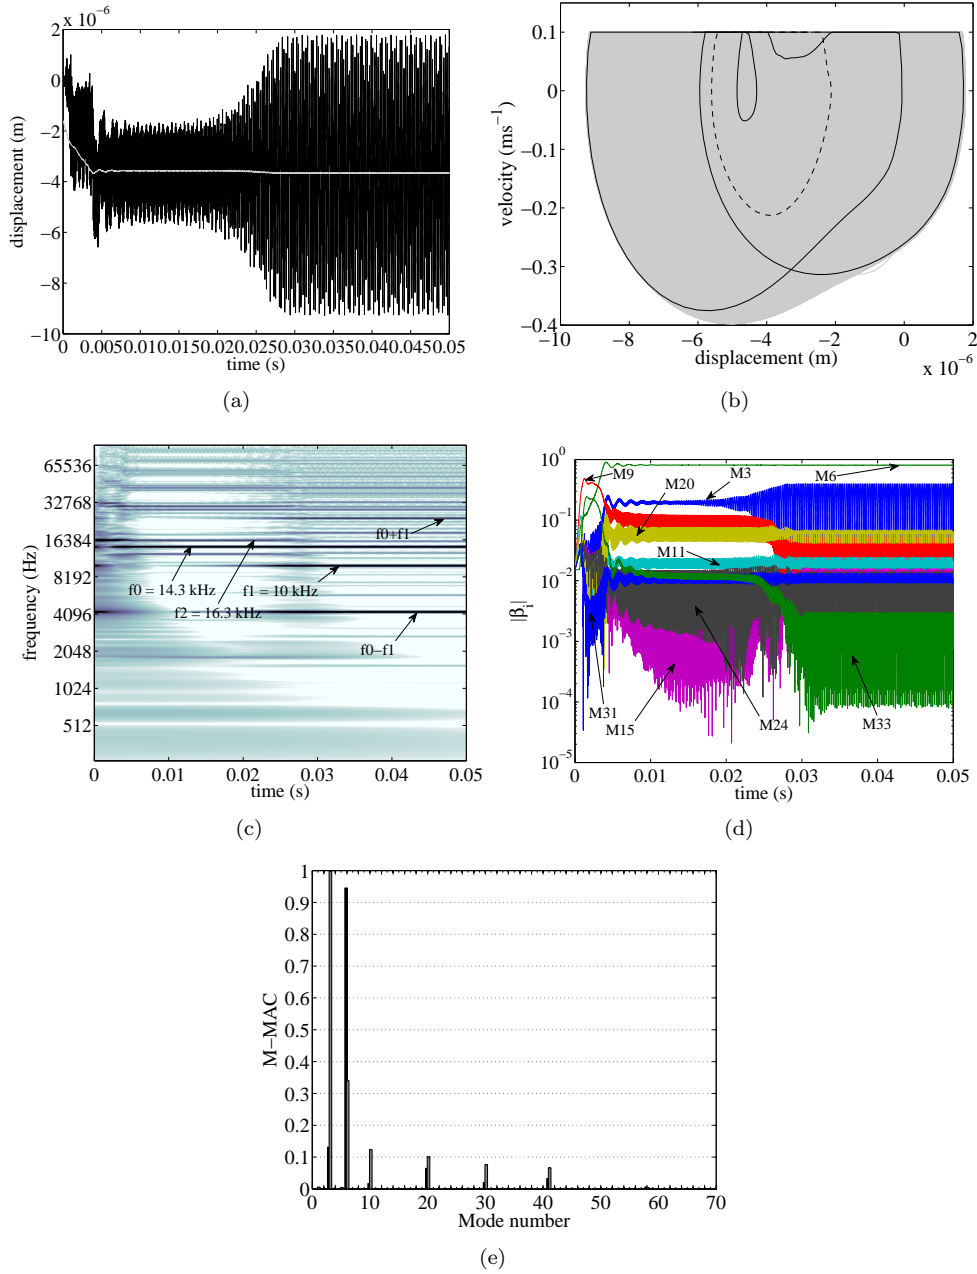 x 10⁻⁶
2
0
−2
−4
−6
−8
−10
displacement (m)
0 0.005 0.01 0.015 0.02 0.025 0.03 0.035 0.04 0.045 0.05
time (s)
(a)
0.1
0
−0.1
−0.2
−0.3
−0.4
velocity (ms⁻¹)
−10 −8 −6 −4 −2 0 2
displacement (m)
x 10⁻⁶
(b)
65536
32768
16384
8192
4096
2048
1024
512
frequency (Hz)
f0+f1
f0 = 14.3 kHz
f1 = 10 kHz
f2 = 16.3 kHz
f0−f1
0 0.01 0.02 0.03 0.04 0.05
time (s)
(c)
10⁰
10⁻¹
10⁻²
10⁻³
10⁻⁴
10⁻⁵
|βᵢ|
M9
M20
M3
M6
M11
M31
M15
M24
M33
0 0.01 0.02 0.03 0.04 0.05
time (s)
(d)
1
0.9
0.8
0.7
0.6
0.5
0.4
0.3
0.2
0.1
0
M−MAC
0 10 20 30 40 50 60 70
Mode number
(e)